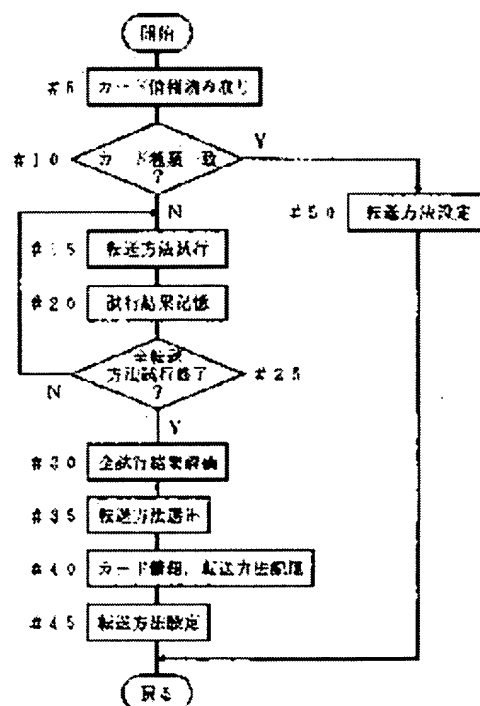 開始
#5 カード情報読み取り
#10 カード種類一致
?
Y
N
#50 転送方法設定
#15 転送方法試行
#20 試行結果記憶
全転送
方法試行終了
? #25
N
Y
#30 全試行結果評価
#35 転送方法選択
#40 カード情報、転送方法記憶
#45 転送方法設定
戻る